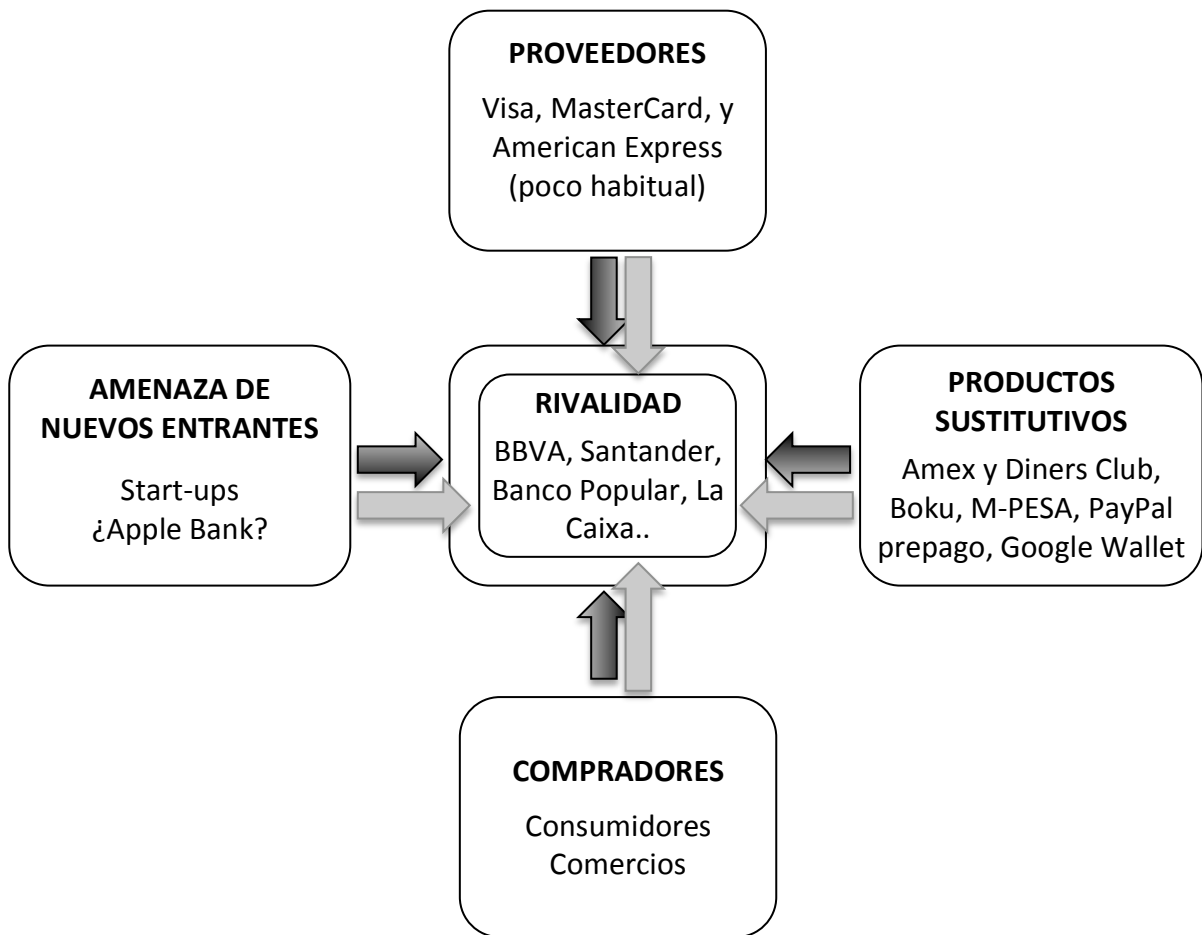 PROVEEDORES
Visa, MasterCard, y
American Express
(poco habitual)
AMENAZA DE
NUEVOS ENTRANTES
Start-ups
¿Apple Bank?
RIVALIDAD
BBVA, Santander,
Banco Popular, La
Caixa..
PRODUCTOS
SUSTITUTIVOS
Amex y Diners Club,
Boku, M-PESA, PayPal
prepago, Google Wallet
COMPRADORES
Consumidores
Comercios